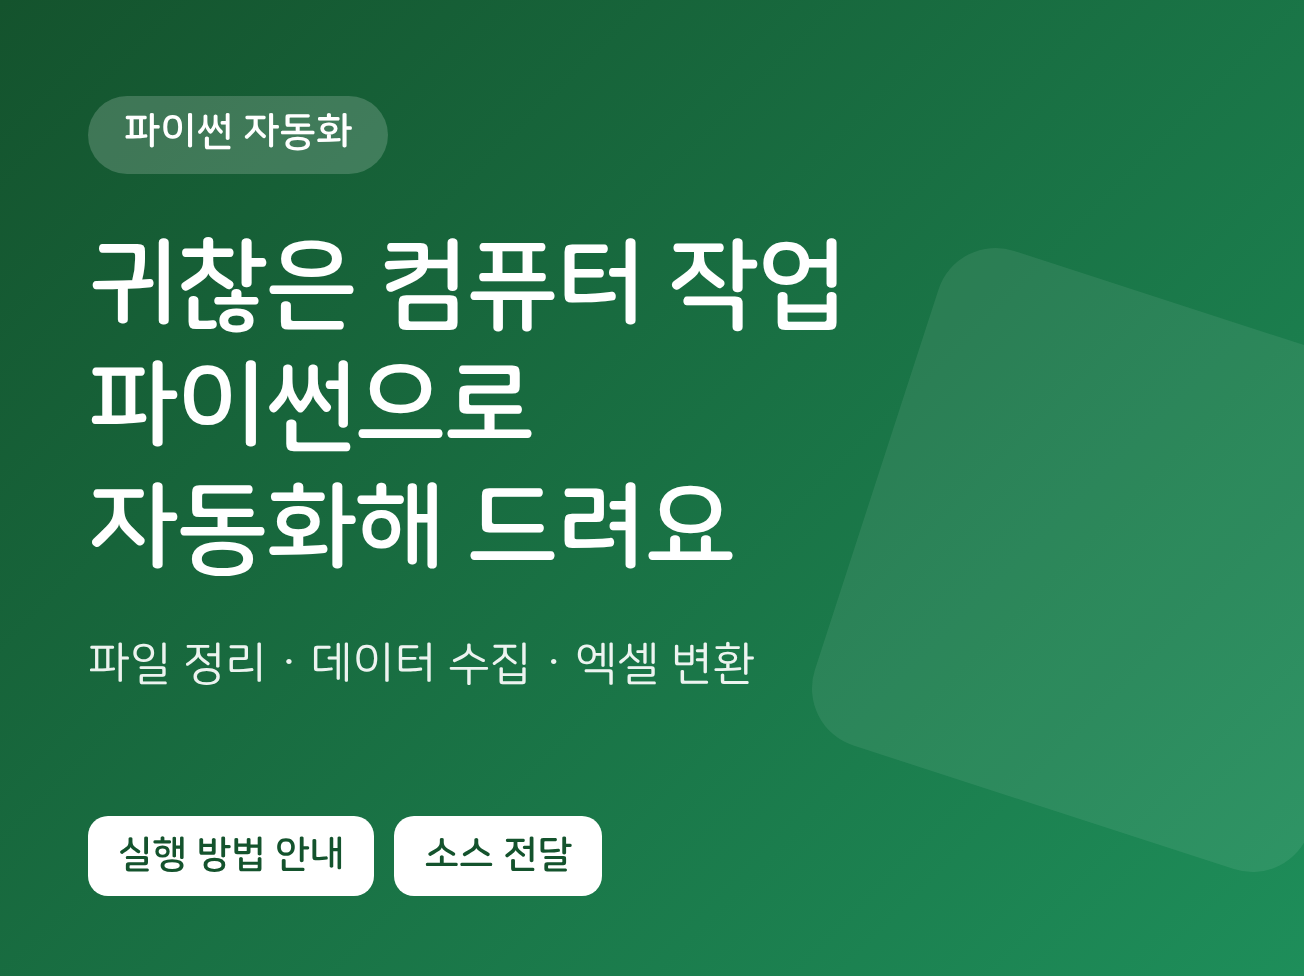 파이썬 자동화
귀찮은 컴퓨터 작업
파이썬으로
자동화해 드려요
파일 정리 · 데이터 수집 · 엑셀 변환
실행 방법 안내
소스 전달